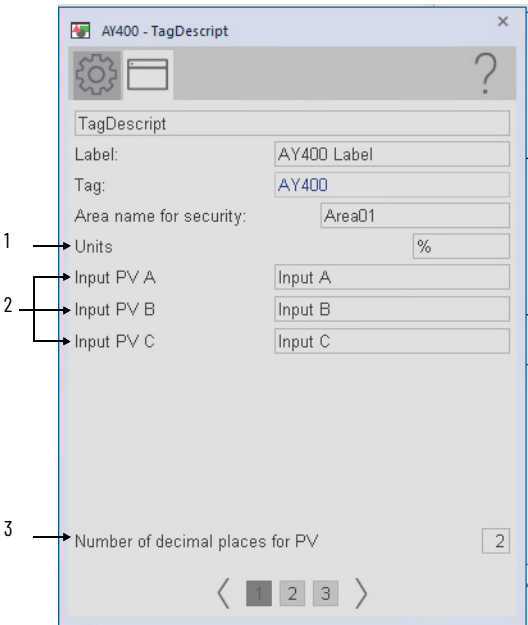 AY400 - TagDescript ×
?
TagDescript
Label: AY400 Label
Tag: AY400
Area name for security: Area01
1 Units %
Input PV A Input A
2 Input PV B Input B
Input PV C Input C
3 Number of decimal places for PV 2
1 2 3